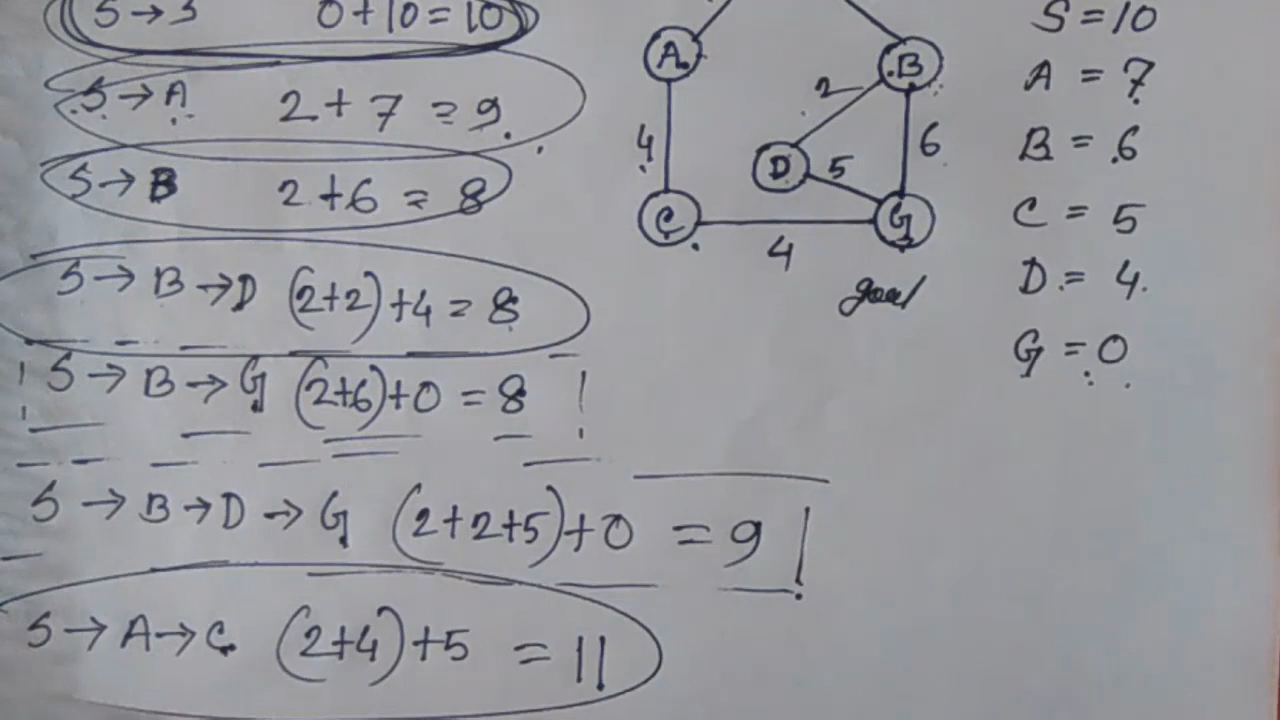 S → S 0 + 10 = 10
S → A 2 + 7 = 9
S → B 2 + 6 = 8
S → B → D (2+2) + 4 = 8
S → B → G (2+6) + 0 = 8
S → B → D → G (2+2+5) + 0 = 9
S → A → C (2+4) + 5 = 11
A
B
2
4
6
D
5
C
G
4
goal
S = 10
A = 7
B = 6
C = 5
D = 4
G = 0